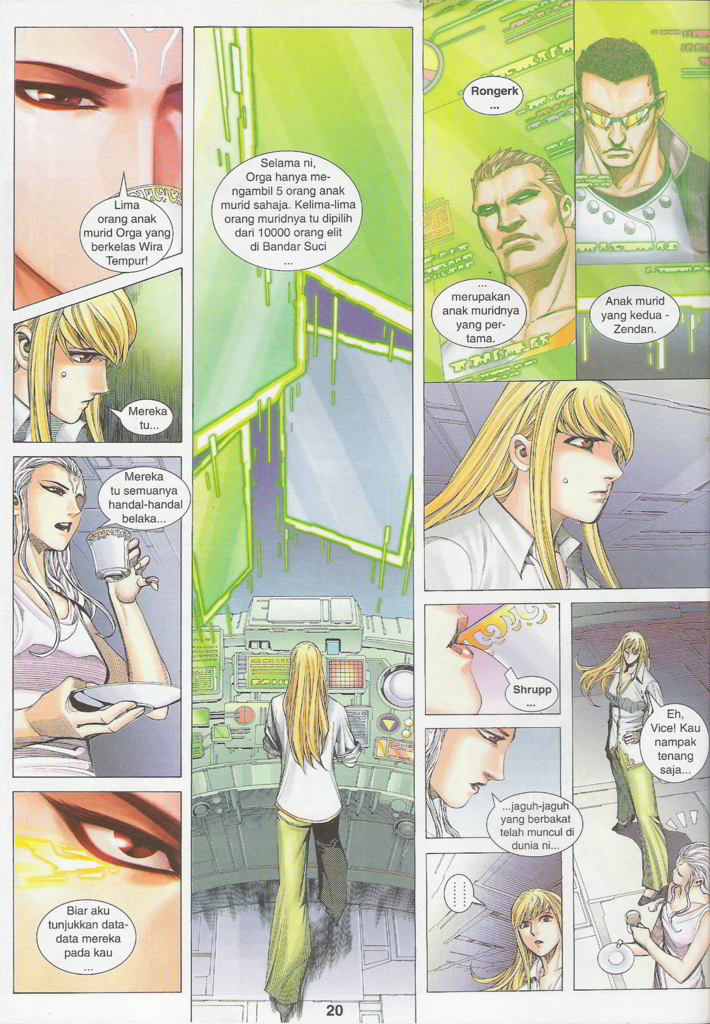 Lima
orang anak
murid Orga yang
berkelas Wira
Tempur!
Mereka
tu...
Mereka
tu semuanya
handal-handal
belaka...
Biar aku
tunjukkan data-
data mereka
pada kau
...
Selama ni,
Orga hanya me-
ngambil 5 orang anak
murid sahaja. Kelima-lima
orang muridnya tu dipilih
dari 10000 orang elit
di Bandar Suci
...
Rongerk
...
merupakan
anak muridnya
yang per-
tama.
Anak murid
yang kedua -
Zendan.
Shrupp
...
...jaguh-jaguh
yang berbakat
telah muncul di
dunia ni...
Eh,
Vice! Kau
nampak
tenang
saja...
20